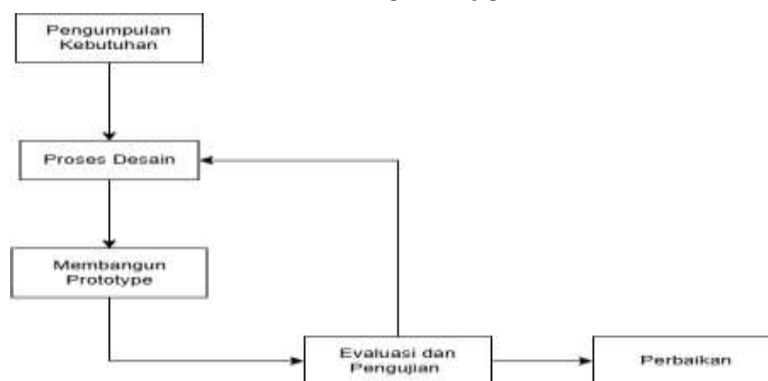 Pengumpulan
Kebutuhan
Proses Desain
Membangun
Prototype
Evaluasi dan
Pengujian
Perbaikan